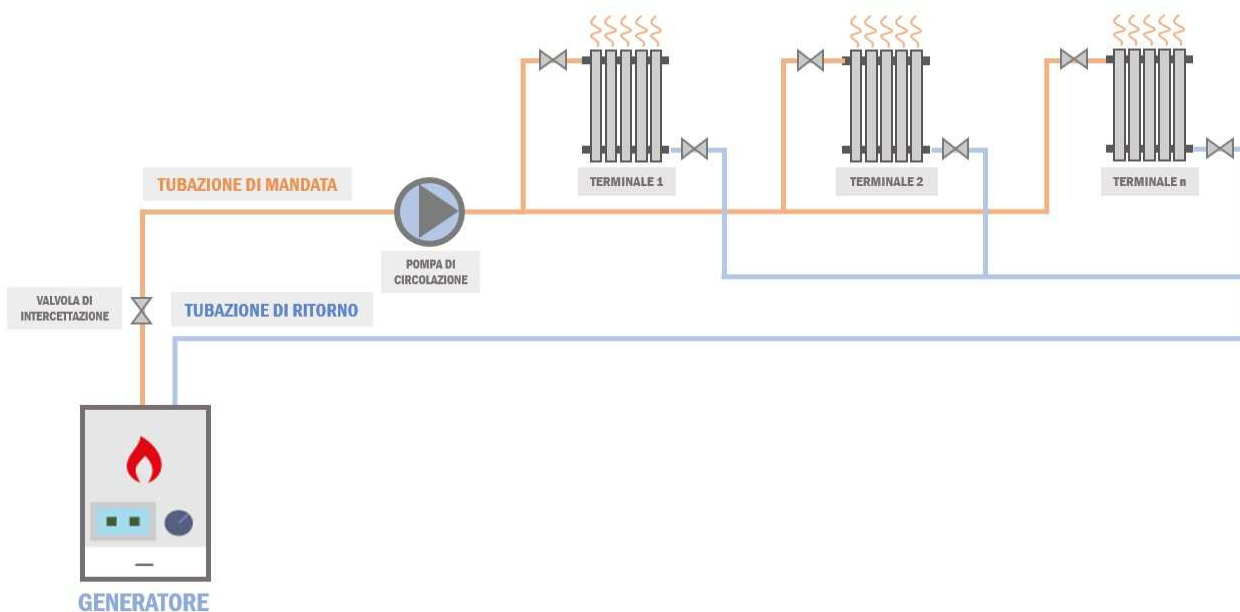 TUBAZIONE DI MANDATA
TERMINALE 1
TERMINALE 2
TERMINALE n
POMPA DI
CIRCOLAZIONE
VALVOLA DI
INTERCETTAZIONE
TUBAZIONE DI RITORNO
GENERATORE